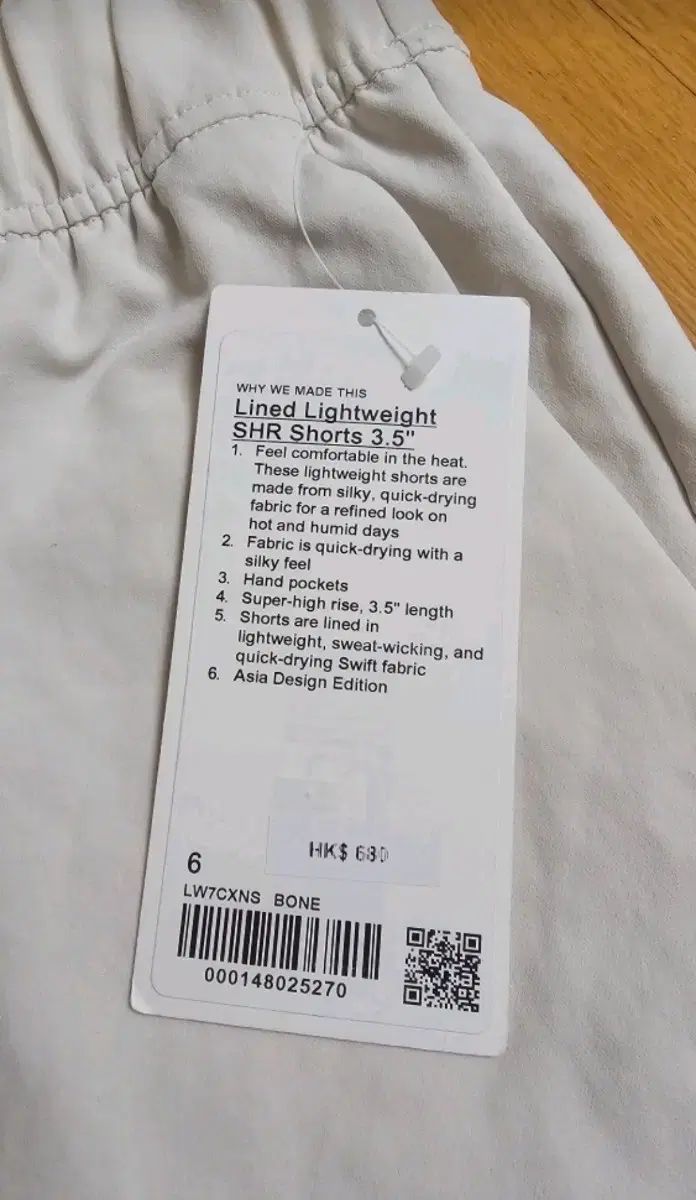 WHY WE MADE THIS
Lined Lightweight
SHR Shorts 3.5"
1. Feel comfortable in the heat.
These lightweight shorts are
made from silky, quick-drying
fabric for a refined look on
hot and humid days
2. Fabric is quick-drying with a
silky feel
3. Hand pockets
4. Super-high rise, 3.5" length
5. Shorts are lined in
lightweight, sweat-wicking, and
quick-drying Swift fabric
6. Asia Design Edition
HK$ 680
6
LW7CXNS BONE
000148025270